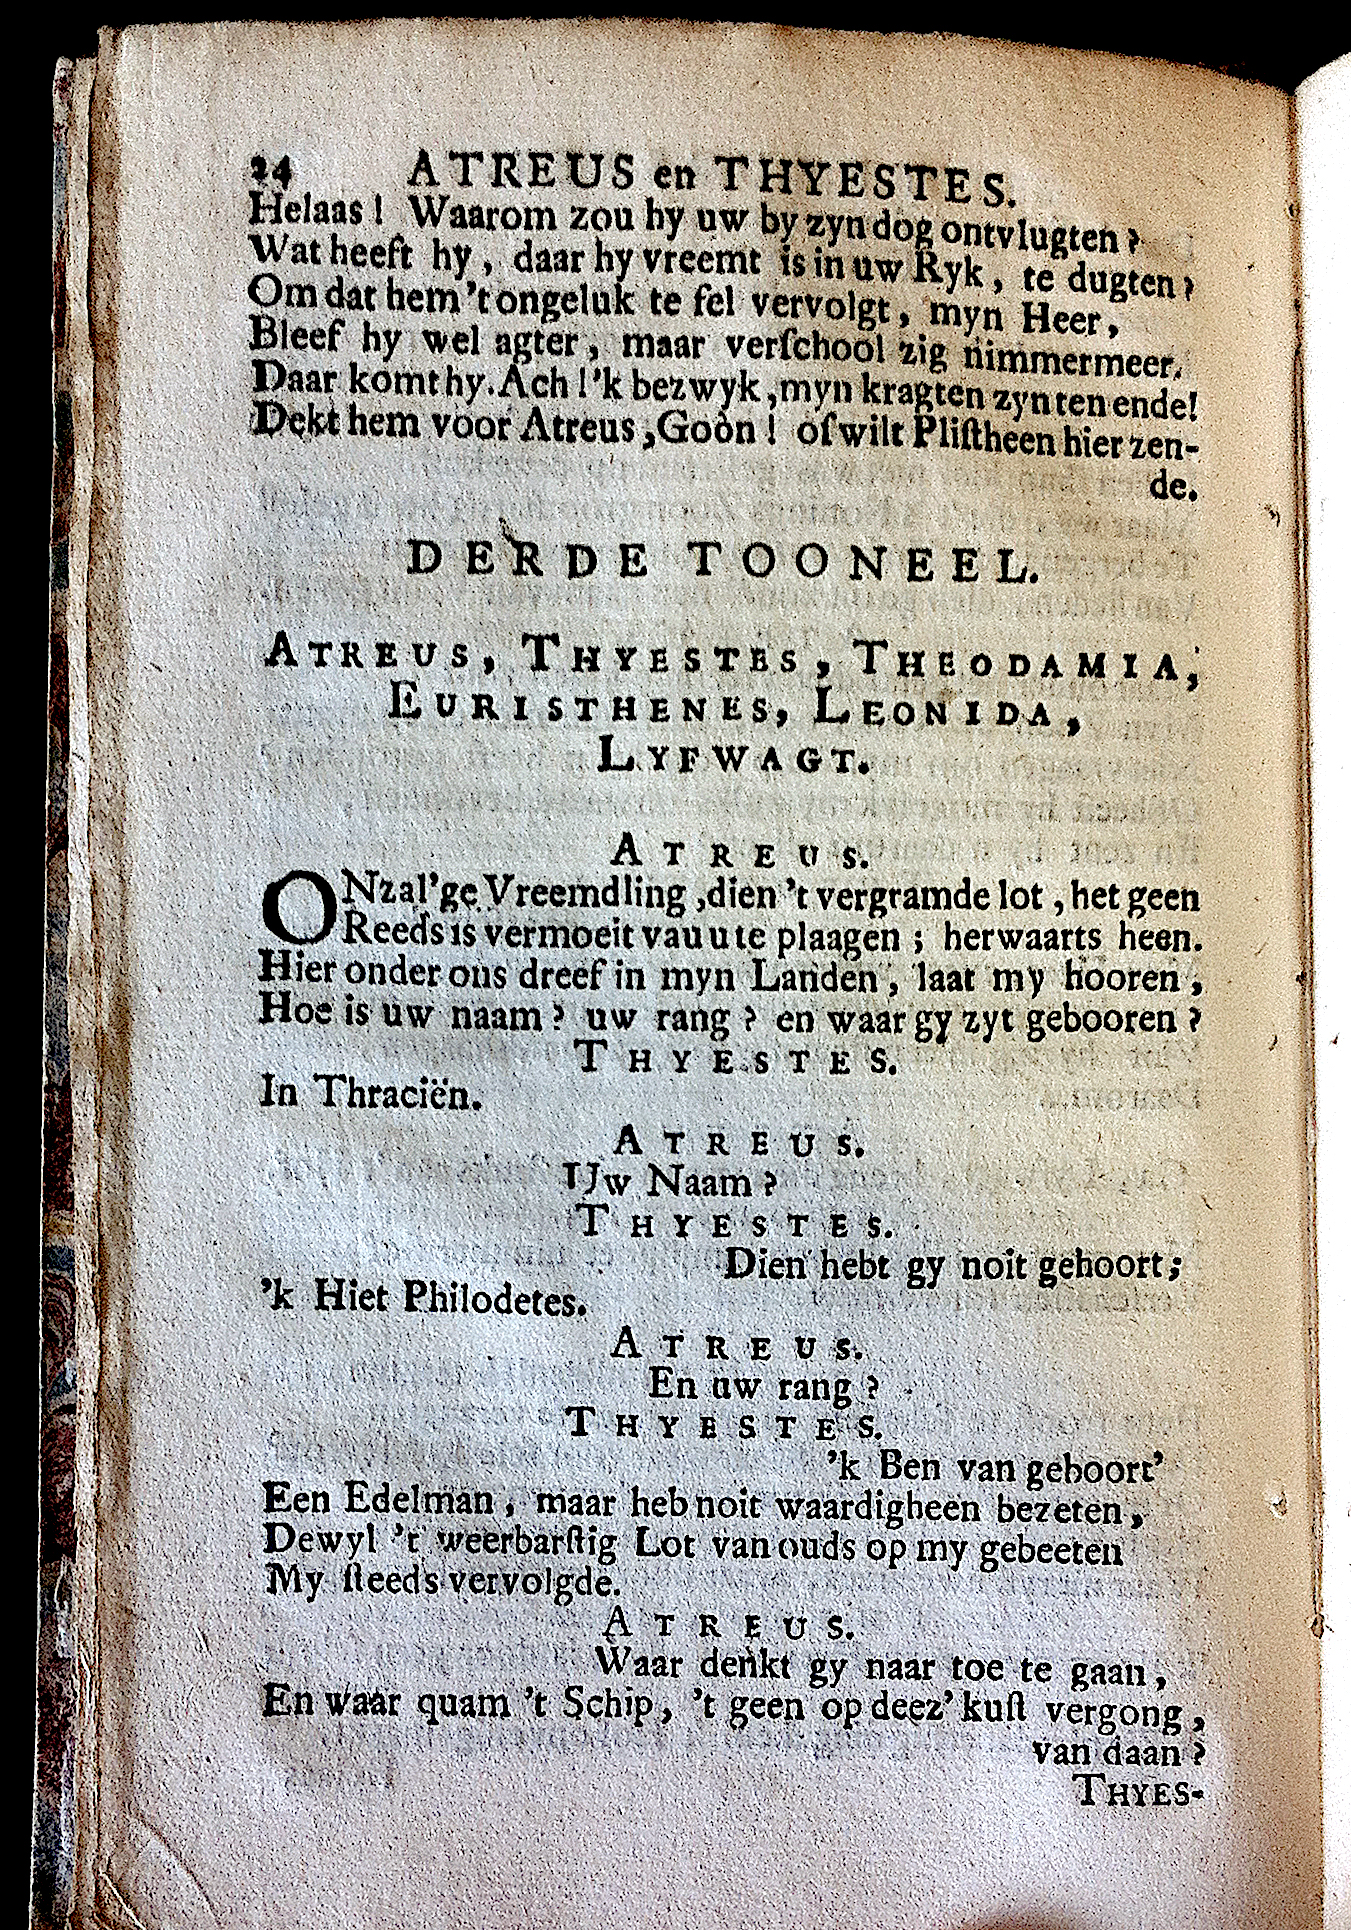 24 ATREUS en THYESTES.
Helaas! Waarom zou hy uw by zyn dog ontvlugten?
Wat heeft hy, daar hy vreemt is in uw Ryk, te dugten?
Om dat hem 't ongeluk te fel vervolgt, myn Heer,
Bleef hy wel agter, maar verſchool zig nimmermeer.
Daar komt hy. Ach! 'k bezwyk, myn kragten zyn ten ende!
Dekt hem voor Atreus, Goôn! of wilt Pliſtheen hier zen-
de.
DERDE TOONEEL.
ATREUS, THYESTES, THEODAMIA,
EURISTHENES, LEONIDA,
LYFWAGT.
ATREUS.
ONzal'ge Vreemdling, dien 't vergramde lot, het geen
Reeds is vermoeit van u te plaagen; herwaarts heen.
Hier onder ons dreef in myn Landen, laat my hooren,
Hoe is uw naam? uw rang? en waar gy zyt gebooren?
THYESTES.
In Thraciën.
ATREUS.
Uw Naam?
THYESTES.
Dien hebt gy noit gehoort;
'k Hiet Philodetes.
ATREUS.
En uw rang?
THYESTES.
'k Ben van geboort'
Een Edelman, maar heb noit waardigheen bezeten,
Dewyl 't weerbarſtig Lot van ouds op my gebeeten
My ſteeds vervolgde.
ATREUS.
Waar denkt gy naar toe te gaan,
En waar quam 't Schip, 't geen op deez' kuſt vergong,
van daan?
THYES-